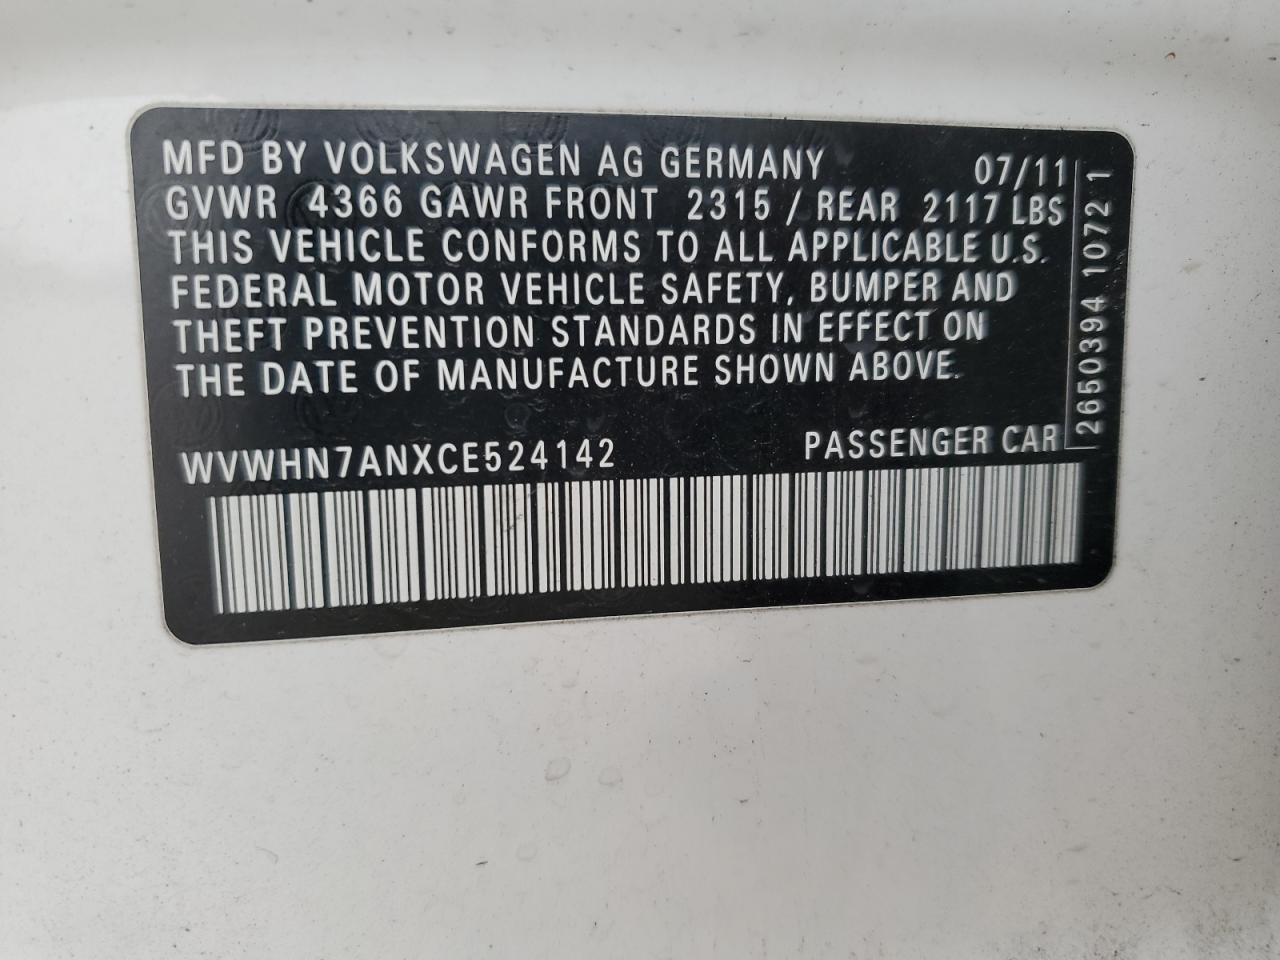 MFD BY VOLKSWAGEN AG GERMANY 07/11
GVWR 4366 GAWR FRONT 2315 / REAR 2117 LBS
THIS VEHICLE CONFORMS TO ALL APPLICABLE U.S.
FEDERAL MOTOR VEHICLE SAFETY, BUMPER AND
THEFT PREVENTION STANDARDS IN EFFECT ON
THE DATE OF MANUFACTURE SHOWN ABOVE.
WVWHN7ANXCE524142 PASSENGER CAR
2650394 1072 1